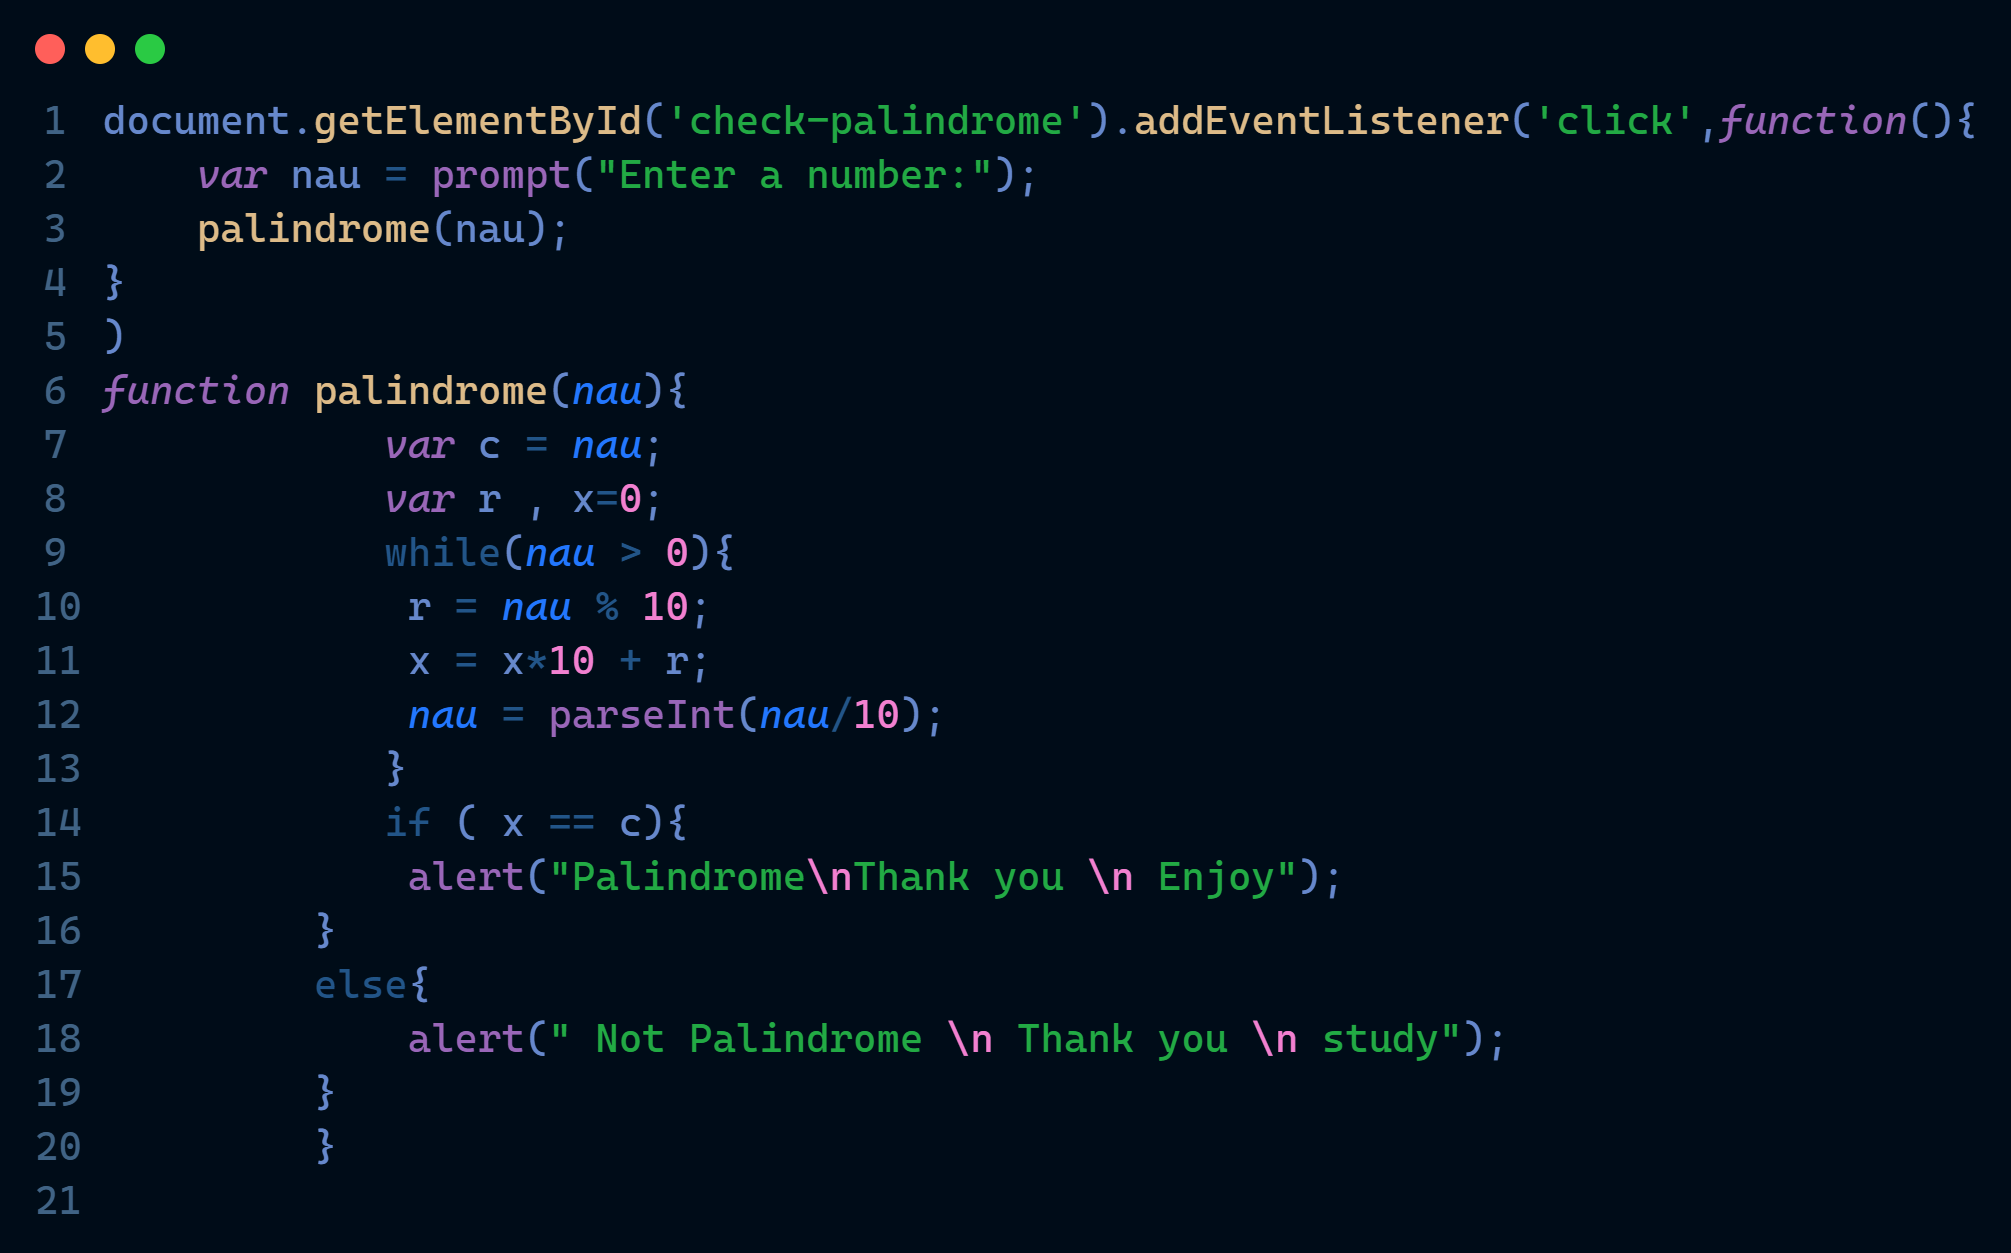 1 document.getElementById('check-palindrome').addEventListener('click',function(){
2     var nau = prompt("Enter a number:");
3     palindrome(nau);
4 }
5 )
6 function palindrome(nau){
7             var c = nau;
8             var r , x=0;
9             while(nau > 0){
10              r = nau % 10;
11              x = x*10 + r;
12              nau = parseInt(nau/10);
13             }
14             if ( x == c){
15              alert("Palindrome\nThank you \n Enjoy");
16          }
17          else{
18              alert(" Not Palindrome \n Thank you \n study");
19          }
20          }
21